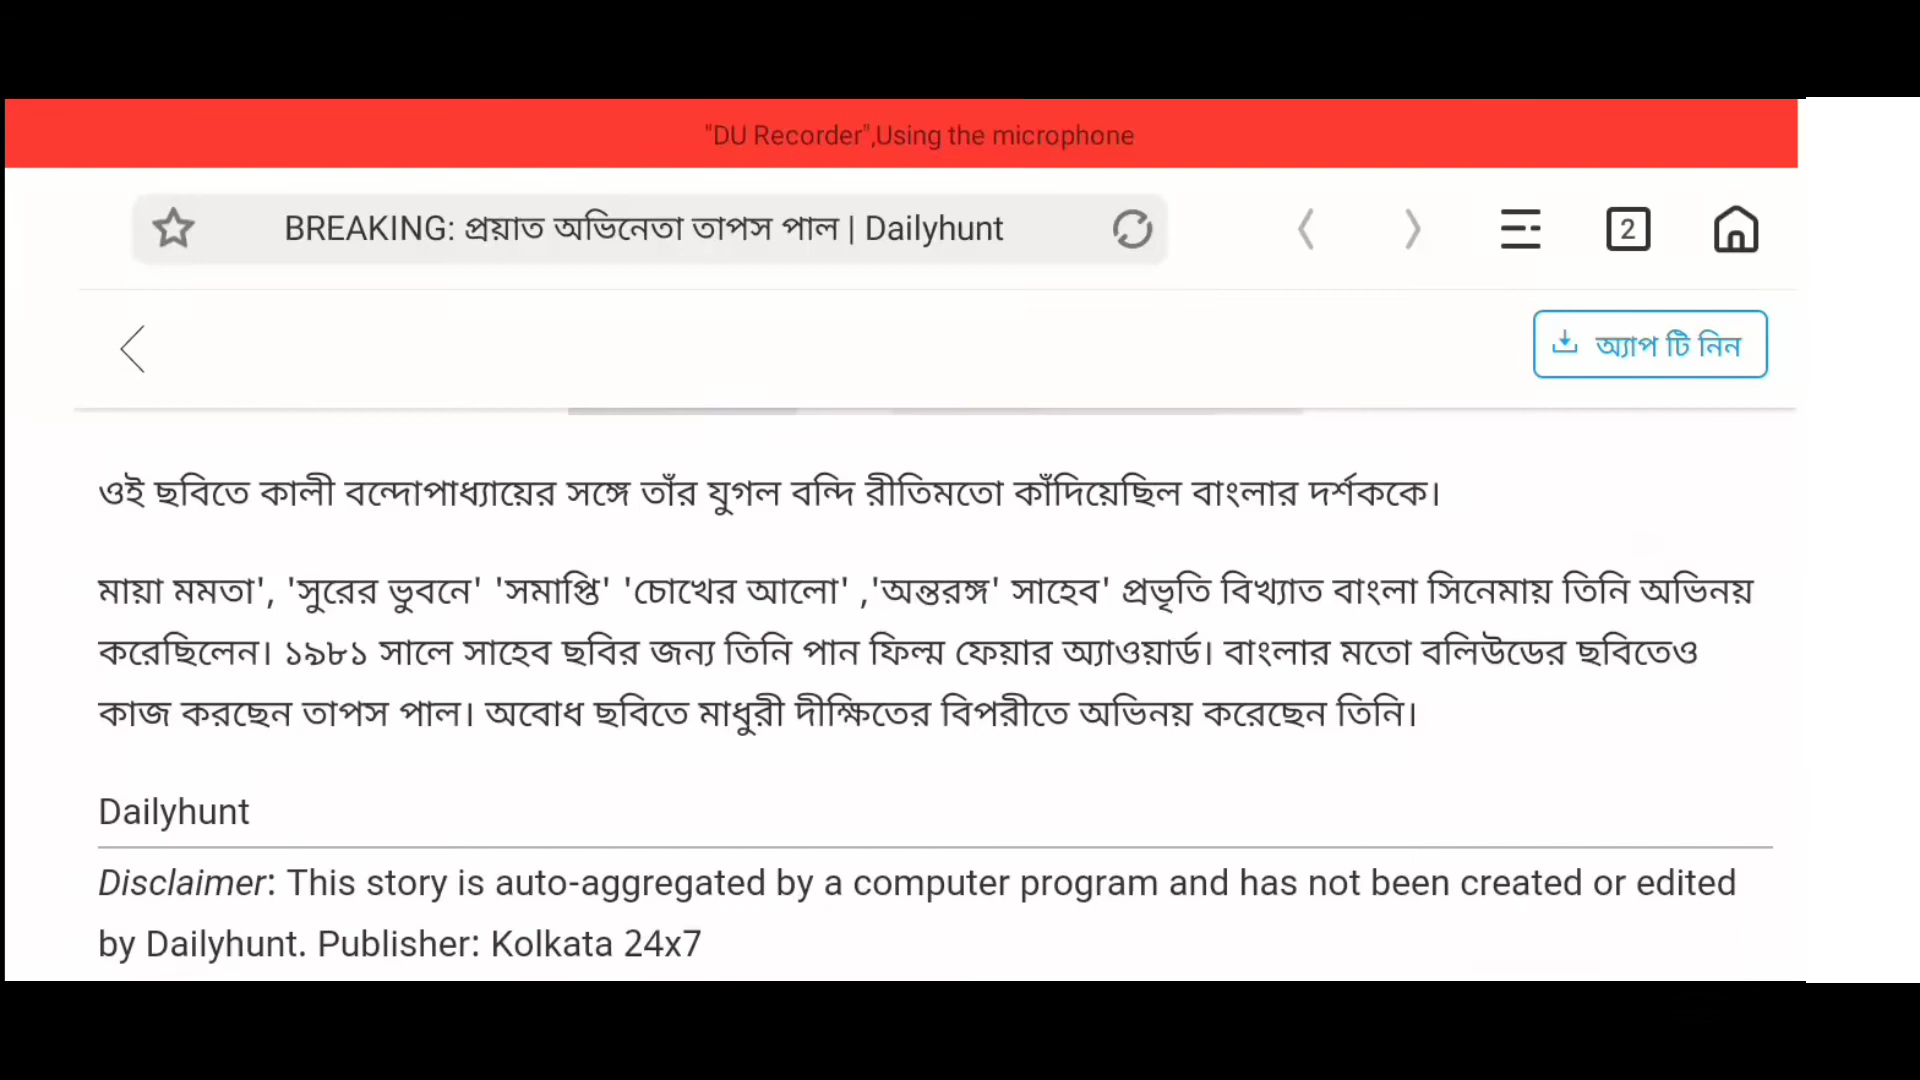 "DU Recorder",Using the microphone
BREAKING: প্রয়াত অভিনেতা তাপস পাল | Dailyhunt
2
অ্যাপ টি নিন
ওই ছবিতে কালী বন্দোপাধ্যায়ের সঙ্গে তাঁর যুগল বন্দি রীতিমতো কাঁদিয়েছিল বাংলার দর্শককে।
মায়া মমতা', 'সুরের ভুবনে' 'সমাপ্তি' 'চোখের আলো' ,'অন্তরঙ্গ' সাহেব' প্রভৃতি বিখ্যাত বাংলা সিনেমায় তিনি অভিনয়
করেছিলেন। ১৯৮১ সালে সাহেব ছবির জন্য তিনি পান ফিল্ম ফেয়ার অ্যাওয়ার্ড। বাংলার মতো বলিউডের ছবিতেও
কাজ করছেন তাপস পাল। অবোধ ছবিতে মাধুরী দীক্ষিতের বিপরীতে অভিনয় করেছেন তিনি।
Dailyhunt
Disclaimer: This story is auto-aggregated by a computer program and has not been created or edited
by Dailyhunt. Publisher: Kolkata 24x7